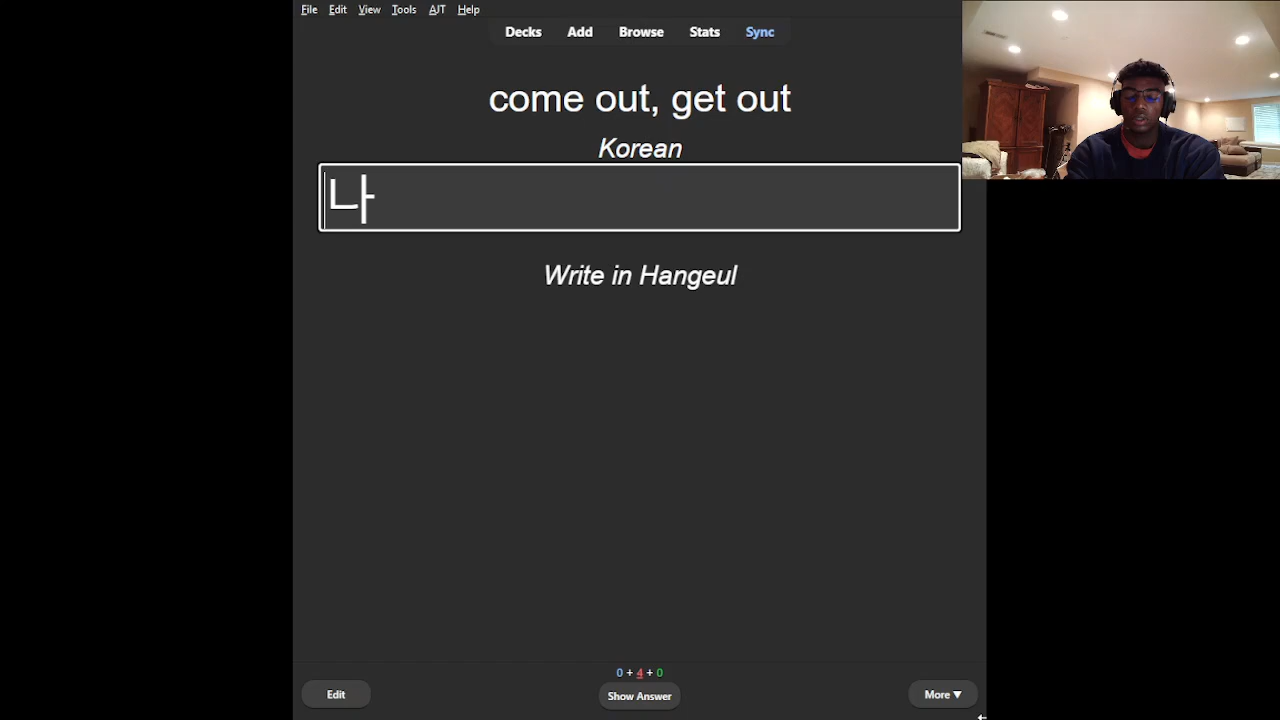 File Edit View Tools AJT Help
Decks Add Browse Stats Sync
come out, get out
Korean
나
Write in Hangeul
0 + 4 + 0
Edit Show Answer More ▼